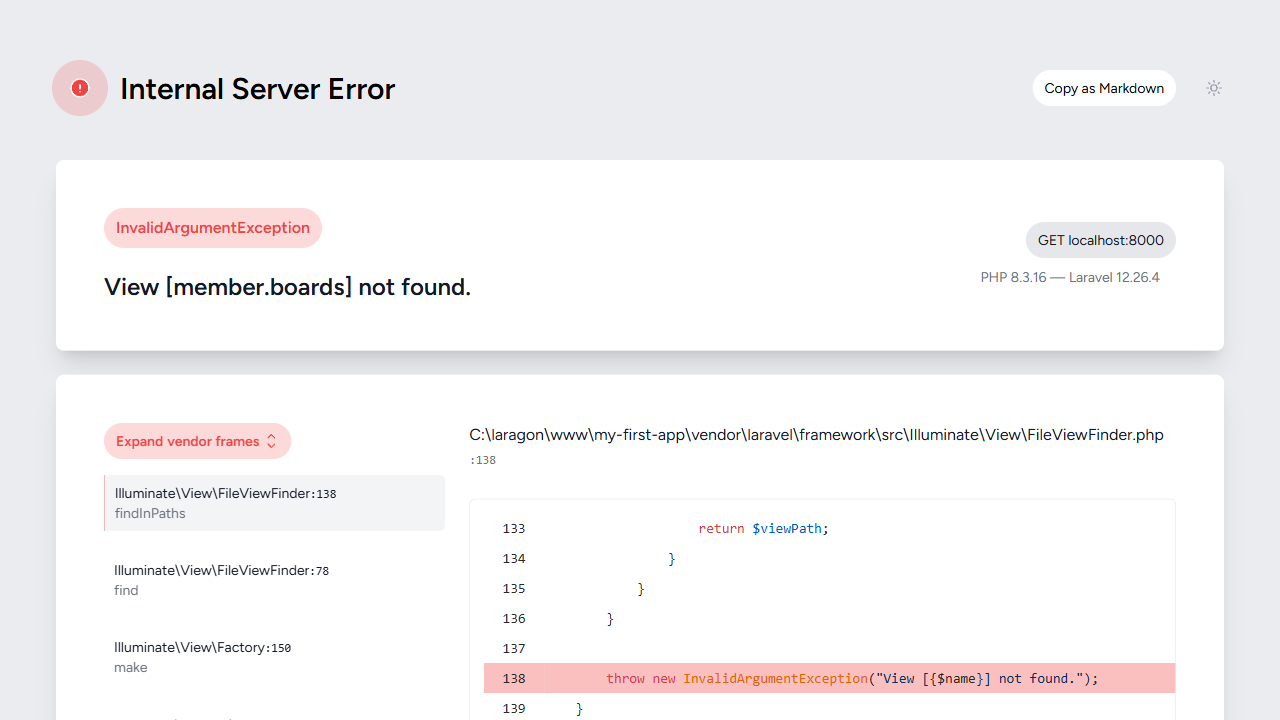 Internal Server Error
Copy as Markdown
InvalidArgumentException
GET localhost:8000
View [member.boards] not found.
PHP 8.3.16 — Laravel 12.26.4
Expand vendor frames
C:\laragon\www\my-first-app\vendor\laravel\framework\src\Illuminate\View\FileViewFinder.php
:138
Illuminate\View\FileViewFinder:138
findInPaths
Illuminate\View\FileViewFinder:78
find
Illuminate\View\Factory:150
make
133 return $viewPath;
134 }
135 }
136 }
137
138 throw new InvalidArgumentException("View [{$name}] not found.");
139 }